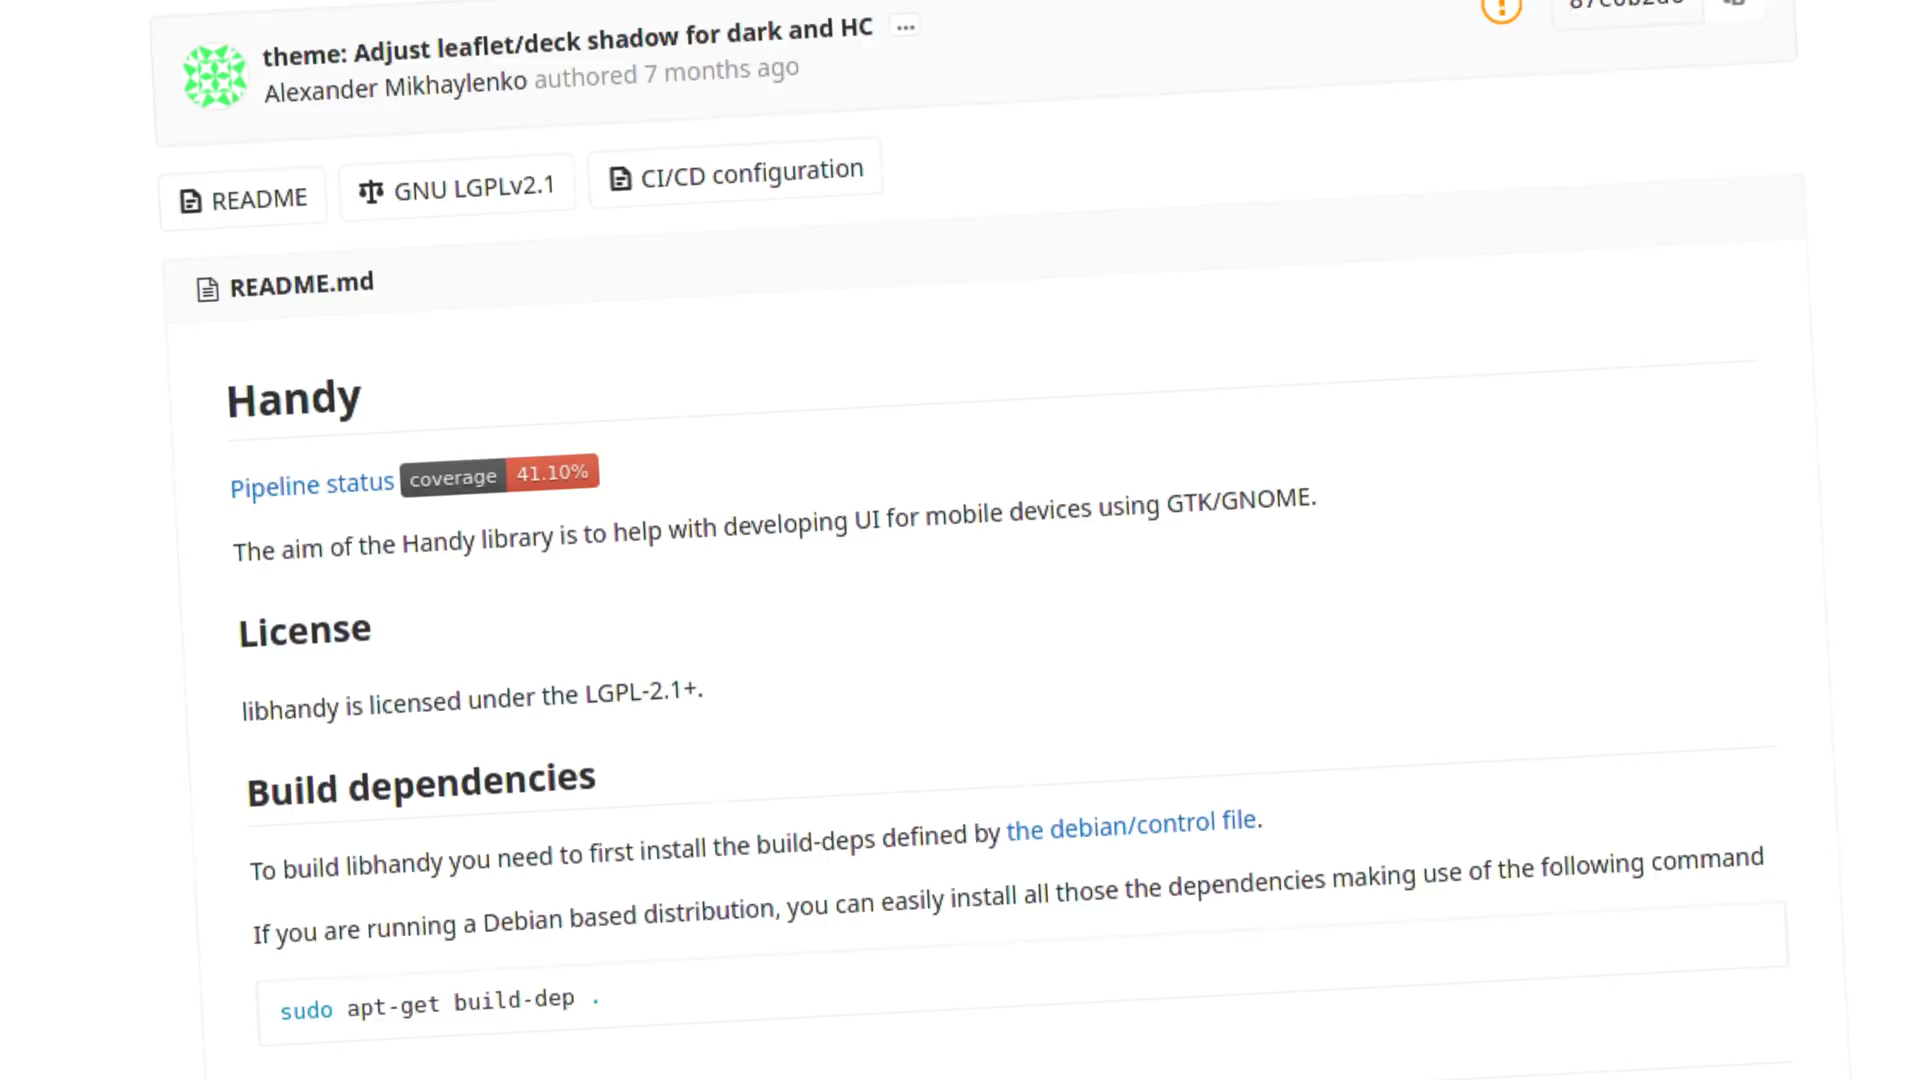 theme: Adjust leaflet/deck shadow for dark and HC ...
Alexander Mikhaylenko authored 7 months ago
README GNU LGPLv2.1 CI/CD configuration
README.md
Handy
Pipeline status coverage 41.10%
The aim of the Handy library is to help with developing UI for mobile devices using GTK/GNOME.
License
libhandy is licensed under the LGPL-2.1+.
Build dependencies
To build libhandy you need to first install the build-deps defined by the debian/control file.
If you are running a Debian based distribution, you can easily install all those the dependencies making use of the following command
sudo apt-get build-dep .